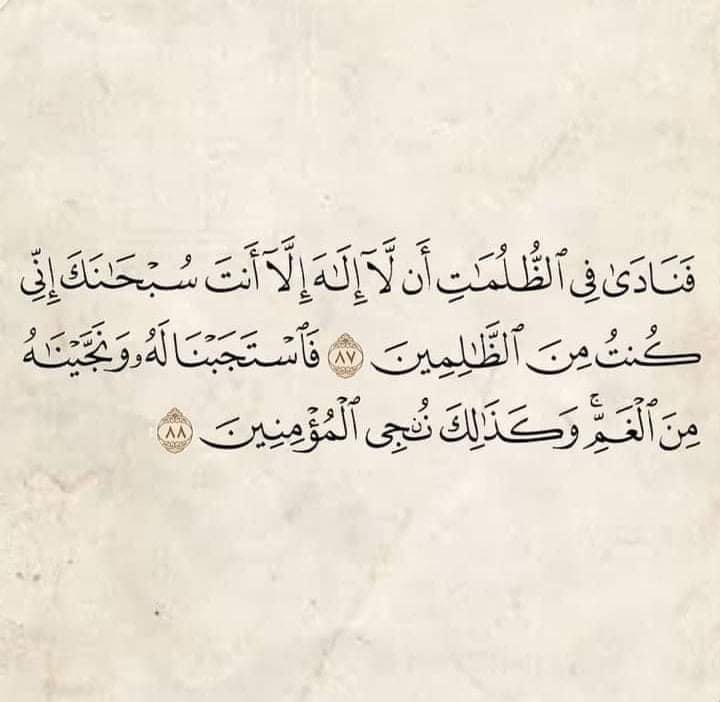 فَنَادَىٰ فِى ٱلظُّلُمَٰتِ أَن لَّآ إِلَٰهَ إِلَّآ أَنتَ سُبۡحَٰنَكَ إِنِّى
كُنتُ مِنَ ٱلظَّٰلِمِينَ ٨٧ فَٱسۡتَجَبۡنَا لَهُۥ وَنَجَّيۡنَٰهُ
مِنَ ٱلۡغَمِّۚ وَكَذَٰلِكَ نُـۨجِى ٱلۡمُؤۡمِنِينَ ٨٨